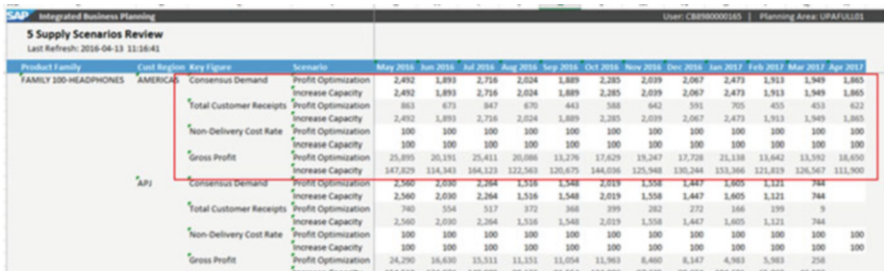 SAP Integrated Business Planning User: CB8980000165 | Planning Area: UPAFULL01
5 Supply Scenarios Review
Last Refresh: 2016-04-13 11:16:41
Product Family Cust Region Key Figure Scenario May 2016 Jun 2016 Jul 2016 Aug 2016 Sep 2016 Oct 2016 Nov 2016 Dec 2016 Jan 2017 Feb 2017 Mar 2017 Apr 2017
FAMILY 100-HEADPHONES AMERICAS Consensus Demand Profit Optimization 2,492 1,893 2,716 2,024 1,889 2,285 2,039 2,067 2,473 1,913 1,949 1,865
Increase Capacity 2,492 1,893 2,716 2,024 1,889 2,285 2,039 2,067 2,473 1,913 1,949 1,865
Total Customer Receipts Profit Optimization 863 673 847 670 443 588 642 591 705 455 453 622
Increase Capacity 2,492 1,893 2,716 2,024 1,889 2,285 2,039 2,067 2,473 1,913 1,949 1,865
Non-Delivery Cost Rate Profit Optimization 100 100 100 100 100 100 100 100 100 100 100 100
Increase Capacity 100 100 100 100 100 100 100 100 100 100 100 100
Gross Profit Profit Optimization 25,895 20,191 25,411 20,086 13,276 17,629 19,247 17,728 21,138 13,642 13,592 18,650
Increase Capacity 147,829 114,343 164,123 122,563 120,675 144,036 125,948 130,244 153,366 121,819 126,567 111,900
APJ Consensus Demand Profit Optimization 2,560 2,030 2,264 1,516 1,548 2,019 1,558 1,447 1,605 1,121 744
Increase Capacity 2,560 2,030 2,264 1,516 1,548 2,019 1,558 1,447 1,605 1,121 744
Total Customer Receipts Profit Optimization 740 554 517 372 368 399 282 272 166 199 9
Increase Capacity 2,560 2,030 2,264 1,516 1,548 2,019 1,558 1,447 1,605 1,121 744
Non-Delivery Cost Rate Profit Optimization 100 100 100 100 100 100 100 100 100 100 100 100
Increase Capacity 100 100 100 100 100 100 100 100 100 100 100 100
Gross Profit Profit Optimization 24,290 16,630 15,511 11,151 11,054 11,963 8,460 8,147 4,983 5,983 258